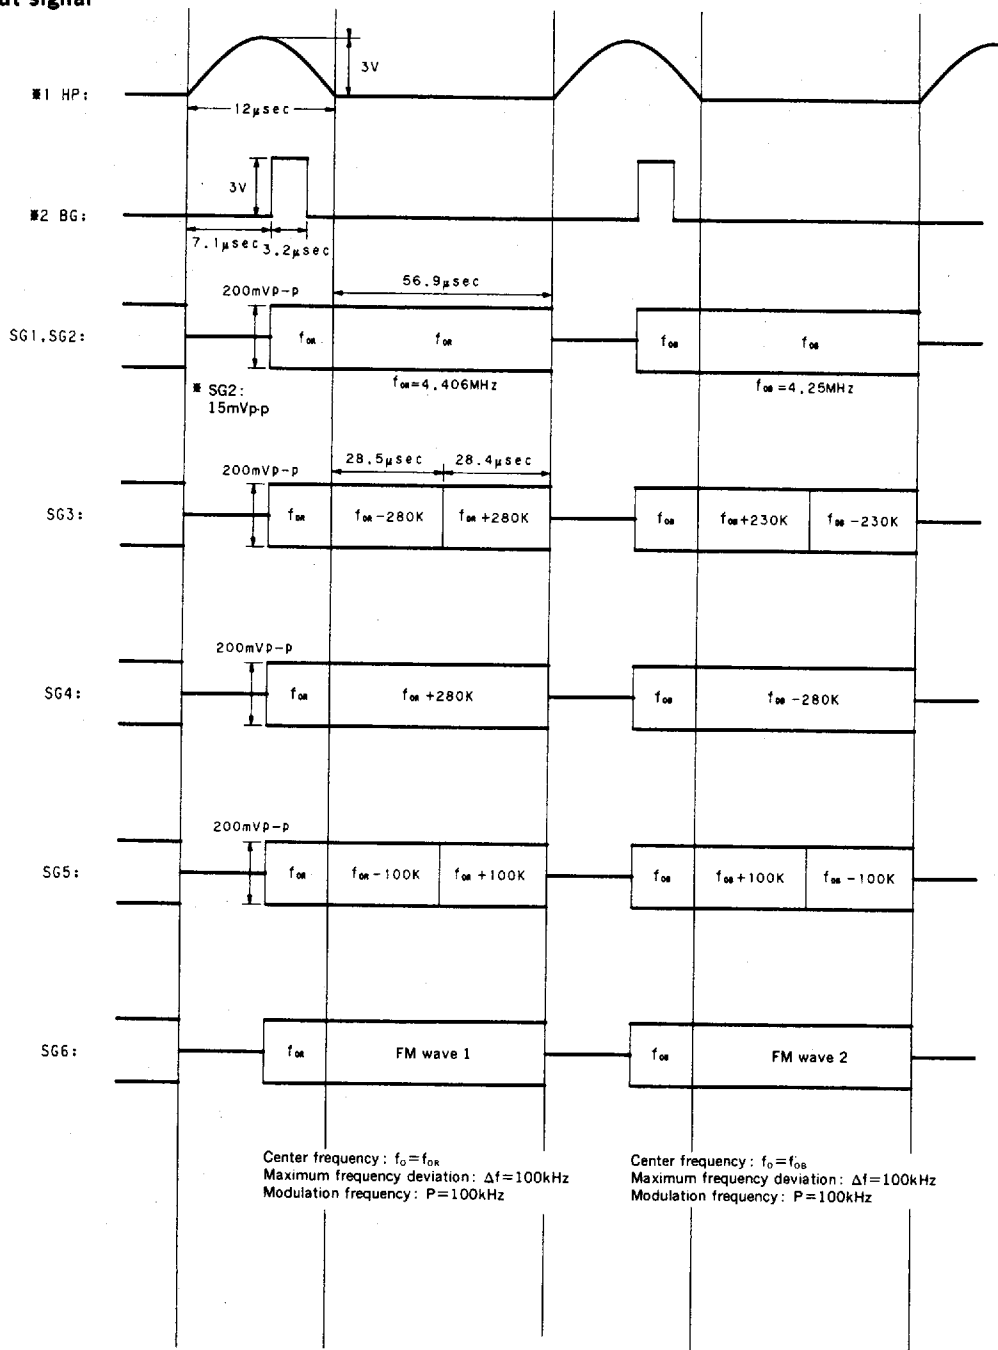 ut signal
3V
※1 HP:
12μsec
3V
※2 BG:
7.1μsec 3.2μsec
56.9μsec
200mVp-p
SG1,SG2:
fOR fOR fOB fOB
fOR=4.406MHz fOB=4.25MHz
※ SG2:
15mVp-p
28.5μsec 28.4μsec
200mVp-p
SG3: fOR fOR-280K fOR+280K fOB fOB+230K fOB-230K
200mVp-p
SG4: fOR fOR+280K fOB fOB-280K
200mVp-p
SG5: fOR fOR-100K fOR+100K fOB fOB+100K fOB-100K
SG6: fOR FM wave 1 fOB FM wave 2
Center frequency: fO=fOR
Maximum frequency deviation: Δf=100kHz
Modulation frequency: P=100kHz
Center frequency: fO=fOB
Maximum frequency deviation: Δf=100kHz
Modulation frequency: P=100kHz